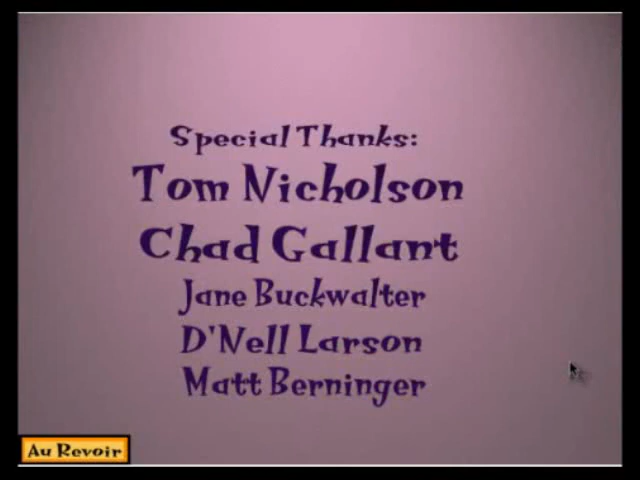 Special Thanks:
Tom Nicholson
Chad Gallant
Jane Buckwalter
D'Nell Larson
Matt Berninger
Au Revoir